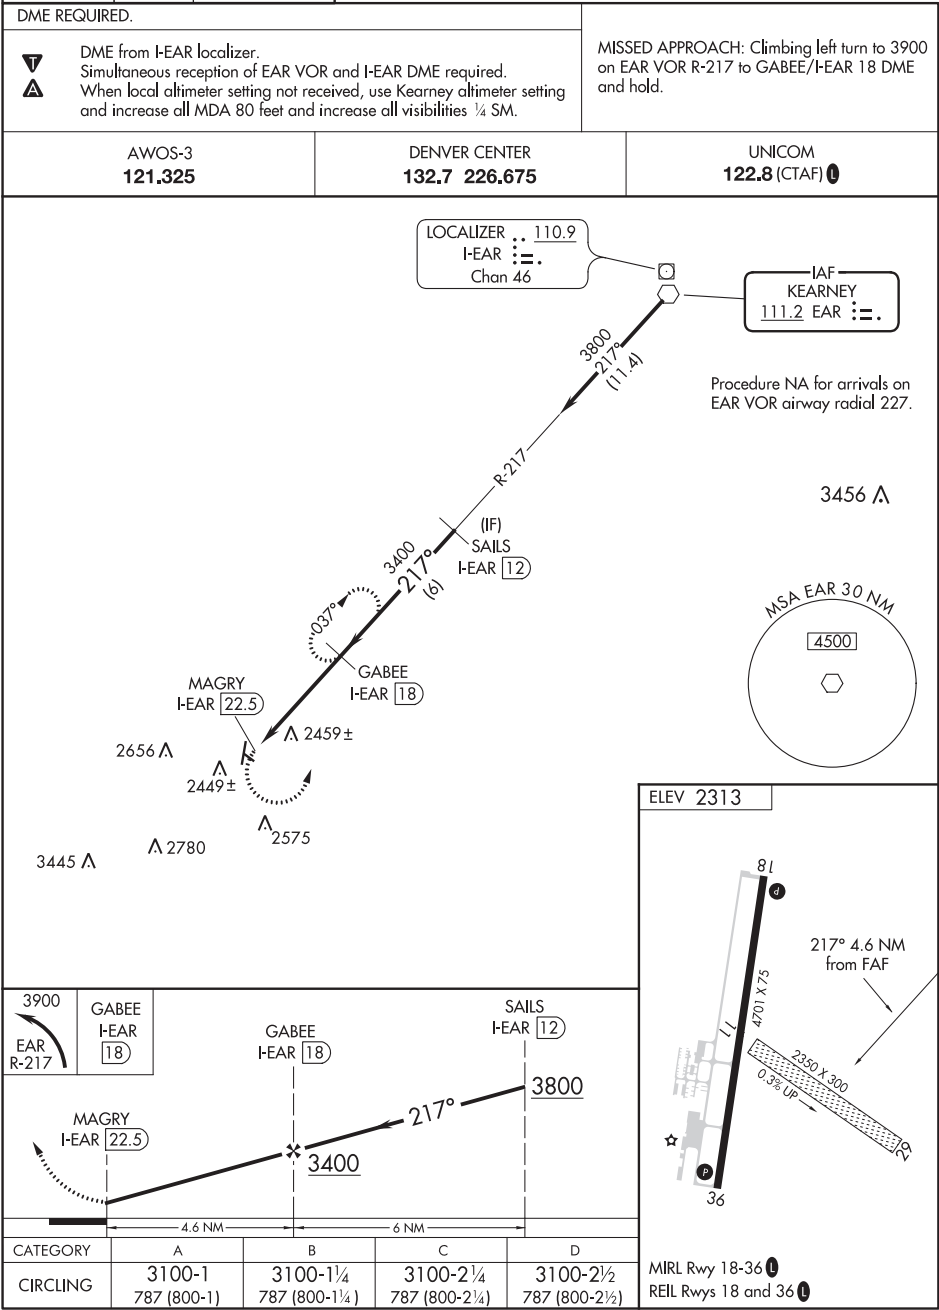 DME REQUIRED.
T
A
DME from I-EAR localizer.
Simultaneous reception of EAR VOR and I-EAR DME required.
When local altimeter setting not received, use Kearney altimeter setting
and increase all MDA 80 feet and increase all visibilities ¼ SM.
MISSED APPROACH: Climbing left turn to 3900
on EAR VOR R-217 to GABEE/I-EAR 18 DME
and hold.
AWOS-3
121.325
DENVER CENTER
132.7 226.675
UNICOM
122.8 (CTAF) L
LOCALIZER 110.9
I-EAR
Chan 46
IAF
KEARNEY
111.2 EAR
3800
217°
(11.4)
Procedure NA for arrivals on
EAR VOR airway radial 227.
R-217
3456
(IF)
SAILS
I-EAR 12
3400
217°
(6)
037°
GABEE
I-EAR 18
MAGRY
I-EAR 22.5
2459±
2656
2449±
2575
2780
3445
MSA EAR 30 NM
4500
ELEV 2313
18
P
217° 4.6 NM
from FAF
4701 X 75
11
2350 X 300
0.3% UP
29
P
36
MIRL Rwy 18-36 L
REIL Rwys 18 and 36 L
3900
EAR
R-217
GABEE
I-EAR
18
GABEE
I-EAR 18
SAILS
I-EAR 12
3800
217°
3400
MAGRY
I-EAR 22.5
4.6 NM
6 NM
CATEGORY A B C D
CIRCLING
3100-1 3100-1¼ 3100-2¼ 3100-2½
787 (800-1) 787 (800-1¼) 787 (800-2¼) 787 (800-2½)